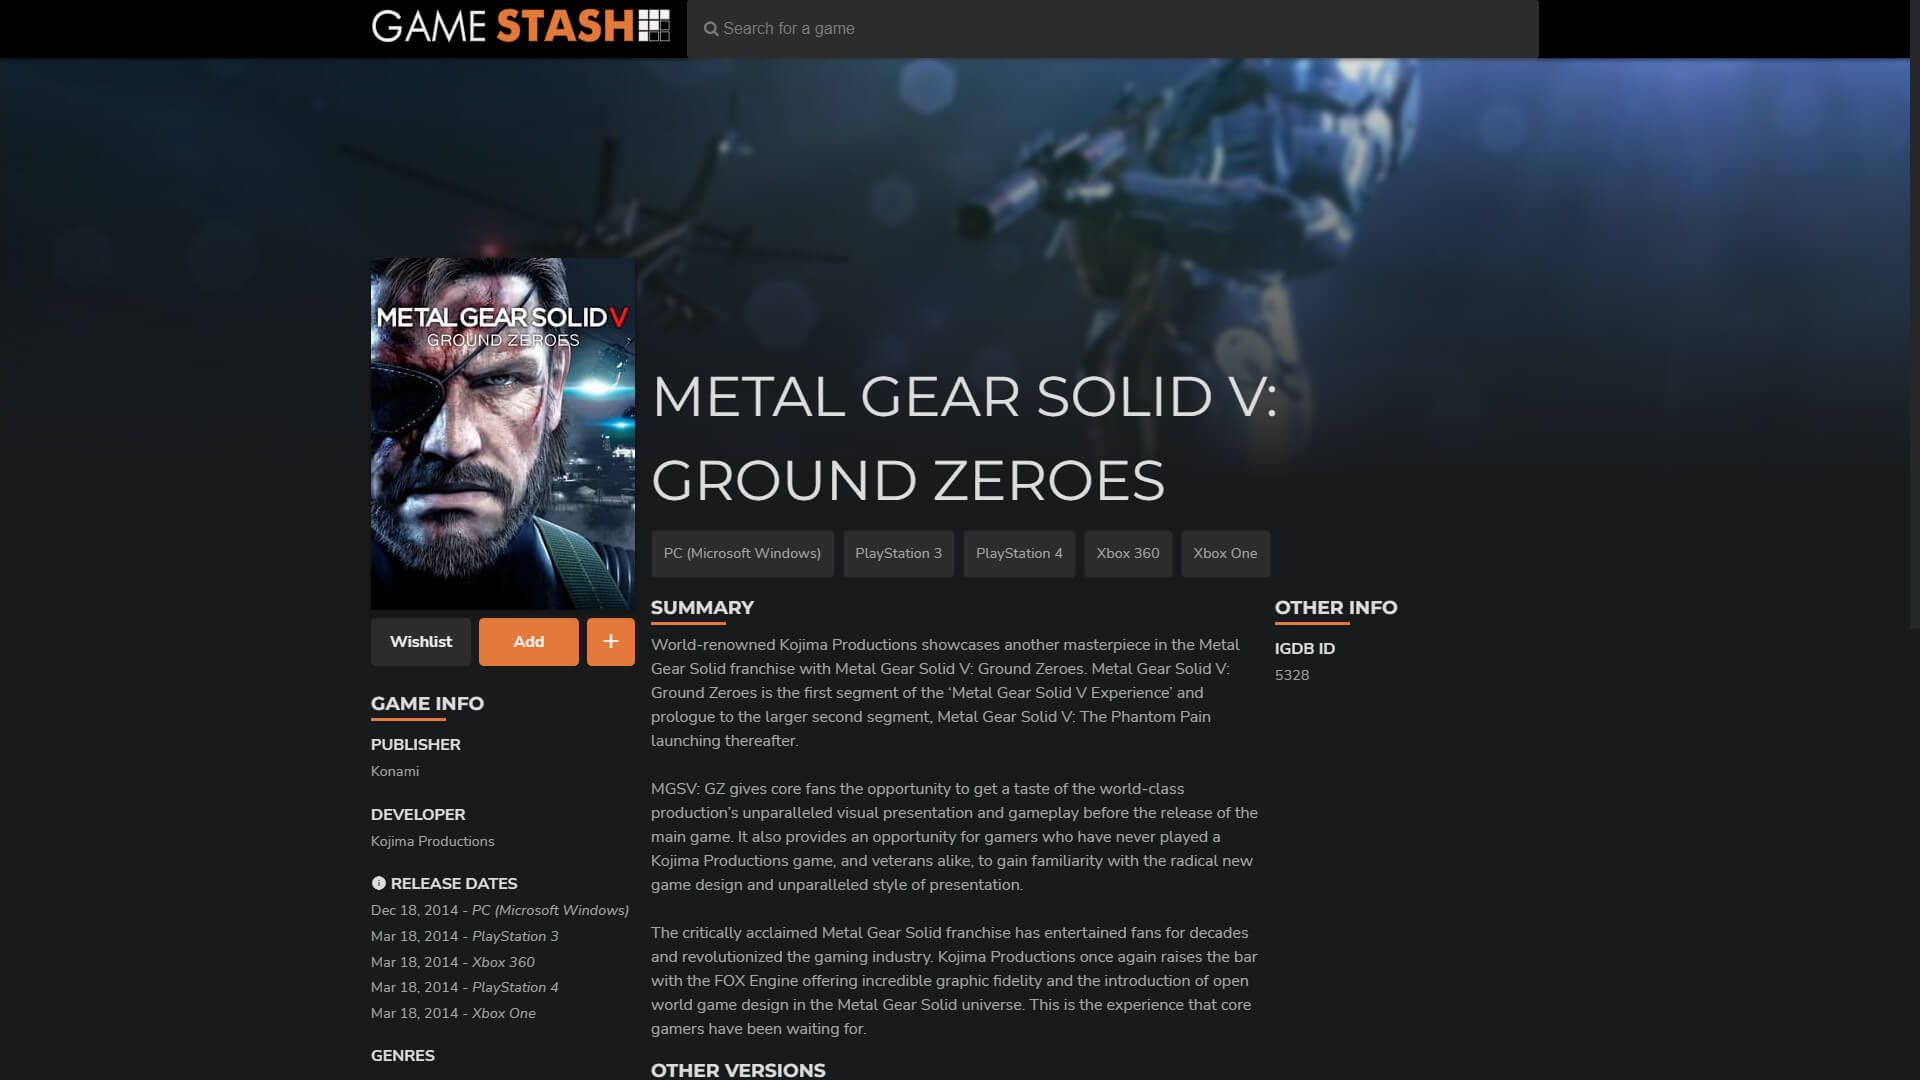 GAME STASH
Search for a game
METAL GEAR SOLID V
GROUND ZEROES
METAL GEAR SOLID V:
GROUND ZEROES
PC (Microsoft Windows)
PlayStation 3
PlayStation 4
Xbox 360
Xbox One
Wishlist
Add
+
GAME INFO
PUBLISHER
Konami
DEVELOPER
Kojima Productions
RELEASE DATES
Dec 18, 2014 - PC (Microsoft Windows)
Mar 18, 2014 - PlayStation 3
Mar 18, 2014 - Xbox 360
Mar 18, 2014 - PlayStation 4
Mar 18, 2014 - Xbox One
GENRES
SUMMARY
World-renowned Kojima Productions showcases another masterpiece in the Metal
Gear Solid franchise with Metal Gear Solid V: Ground Zeroes. Metal Gear Solid V:
Ground Zeroes is the first segment of the ‘Metal Gear Solid V Experience’ and
prologue to the larger second segment, Metal Gear Solid V: The Phantom Pain
launching thereafter.
MGSV: GZ gives core fans the opportunity to get a taste of the world-class
production’s unparalleled visual presentation and gameplay before the release of the
main game. It also provides an opportunity for gamers who have never played a
Kojima Productions game, and veterans alike, to gain familiarity with the radical new
game design and unparalleled style of presentation.
The critically acclaimed Metal Gear Solid franchise has entertained fans for decades
and revolutionized the gaming industry. Kojima Productions once again raises the bar
with the FOX Engine offering incredible graphic fidelity and the introduction of open
world game design in the Metal Gear Solid universe. This is the experience that core
gamers have been waiting for.
OTHER VERSIONS
OTHER INFO
IGDB ID
5328